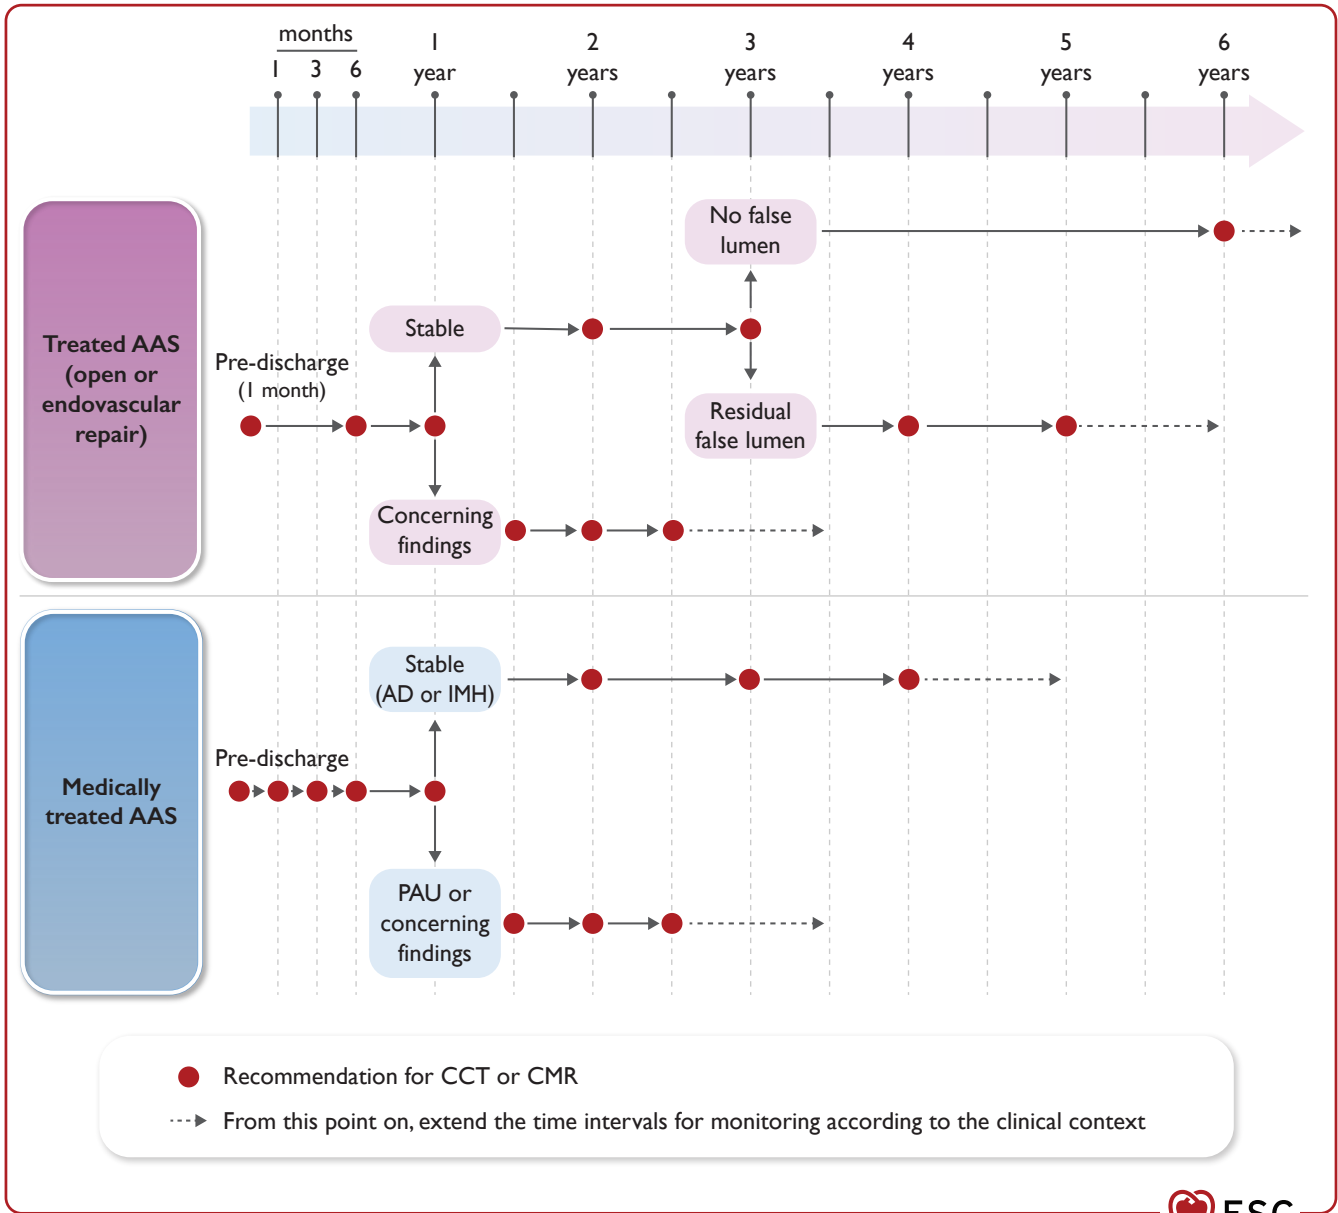 months
1 3 6
1
year
2
years
3
years
4
years
5
years
6
years
Treated AAS
(open or
endovascular
repair)
Pre-discharge
(1 month)
Stable
Concerning
findings
No false
lumen
Residual
false lumen
Medically
treated AAS
Pre-discharge
Stable
(AD or IMH)
PAU or
concerning
findings
Recommendation for CCT or CMR
From this point on, extend the time intervals for monitoring according to the clinical context
ESC